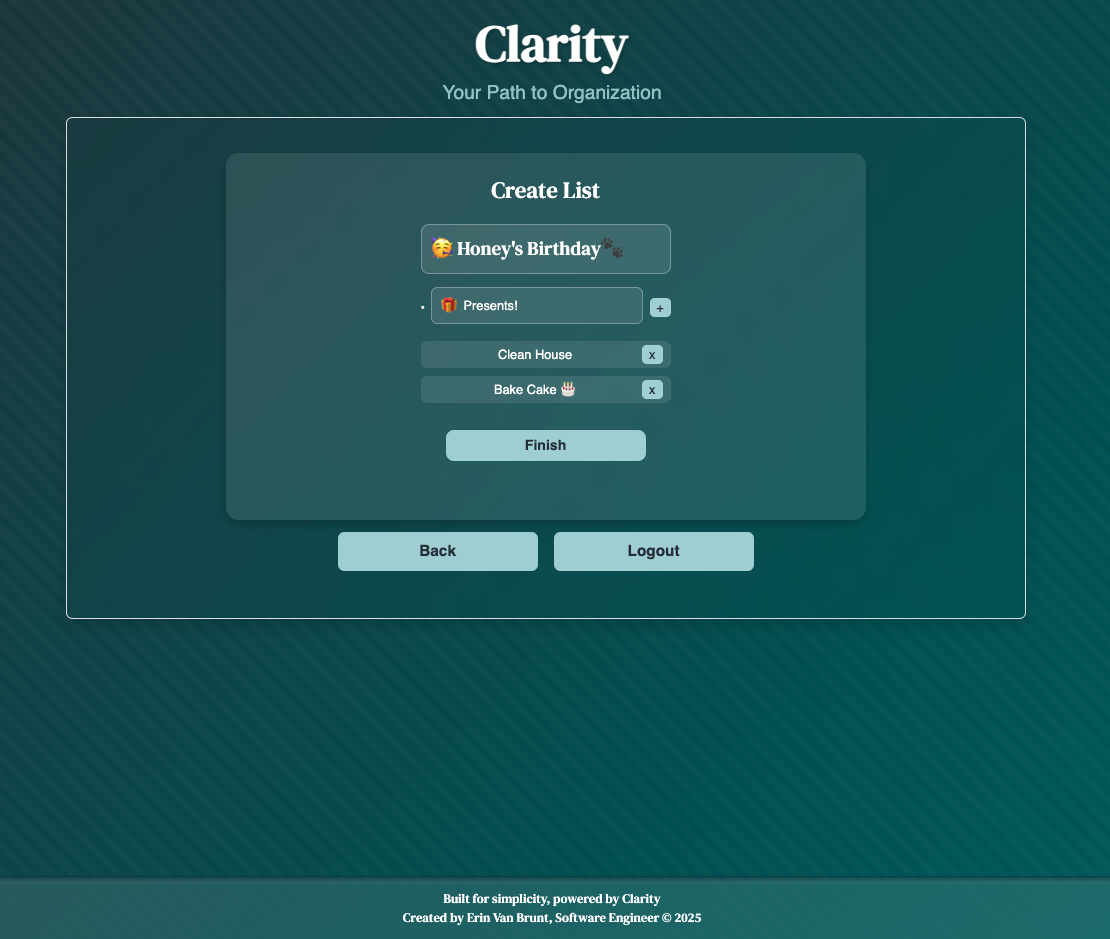 Clarity
Your Path to Organization
Create List
🥳 Honey's Birthday🐾
• 🎁 Presents! +
Clean House x
Bake Cake 🎂 x
Finish
Back Logout
Built for simplicity, powered by Clarity
Created by Erin Van Brunt, Software Engineer © 2025